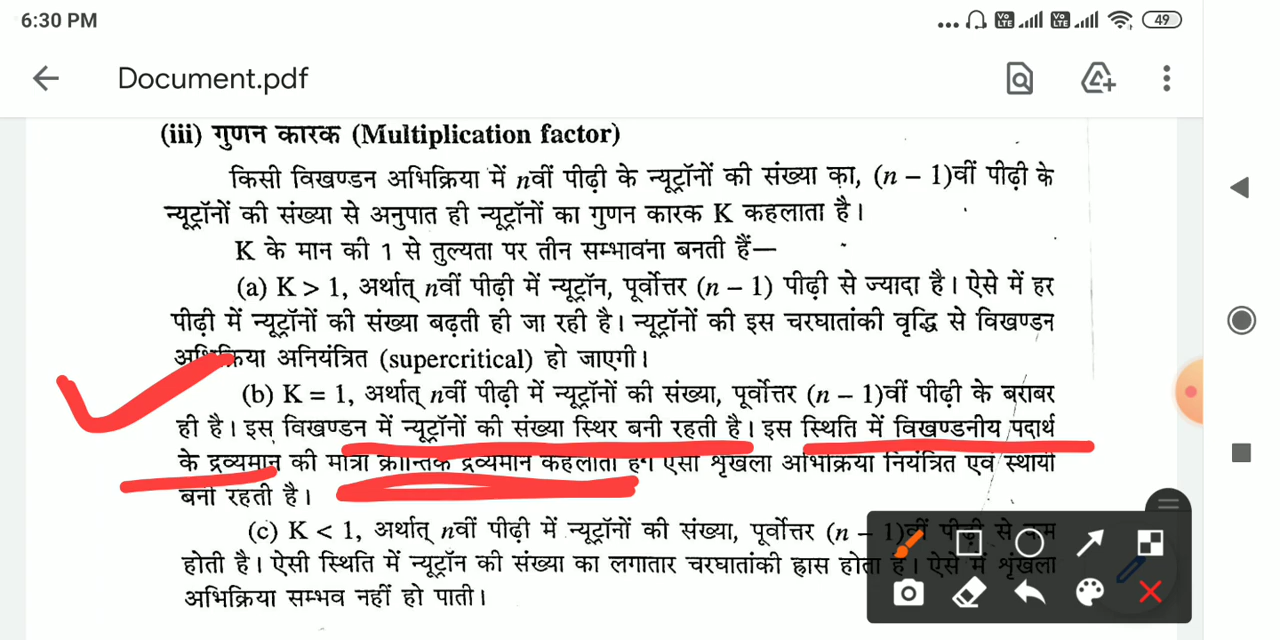 6:30 PM
49
Document.pdf
(iii) गुणन कारक (Multiplication factor)
किसी विखण्डन अभिक्रिया में nवीं पीढ़ी के न्यूट्रॉनों की संख्या का, (n – 1)वीं पीढ़ी के
न्यूट्रॉनों की संख्या से अनुपात ही न्यूट्रॉनों का गुणन कारक K कहलाता है।
K के मान की 1 से तुल्यता पर तीन सम्भावना बनती हैं—
(a) K > 1, अर्थात् nवीं पीढ़ी में न्यूट्रॉन, पूर्वोत्तर (n – 1) पीढ़ी से ज्यादा है। ऐसे में हर
पीढ़ी में न्यूट्रॉनों की संख्या बढ़ती ही जा रही है। न्यूट्रॉनों की इस चरघातांकी वृद्धि से विखण्डन
अभिक्रिया अनियंत्रित (supercritical) हो जाएगी।
(b) K = 1, अर्थात् nवीं पीढ़ी में न्यूट्रॉनों की संख्या, पूर्वोत्तर (n – 1)वीं पीढ़ी के बराबर
ही है। इस विखण्डन में न्यूट्रॉनों की संख्या स्थिर बनी रहती है। इस स्थिति में विखण्डनीय पदार्थ
के द्रव्यमान की मात्रा क्रान्तिक द्रव्यमान कहलाती है। ऐसी शृंखला अभिक्रिया नियंत्रित एवं स्थायी
बनी रहती है।
(c) K < 1, अर्थात् nवीं पीढ़ी में न्यूट्रॉनों की संख्या, पूर्वोत्तर (n – 1)वीं पीढ़ी से कम
होती है। ऐसी स्थिति में न्यूट्रॉन की संख्या का लगातार चरघातांकी ह्रास होता है। ऐसे में शृंखला
अभिक्रिया सम्भव नहीं हो पाती।